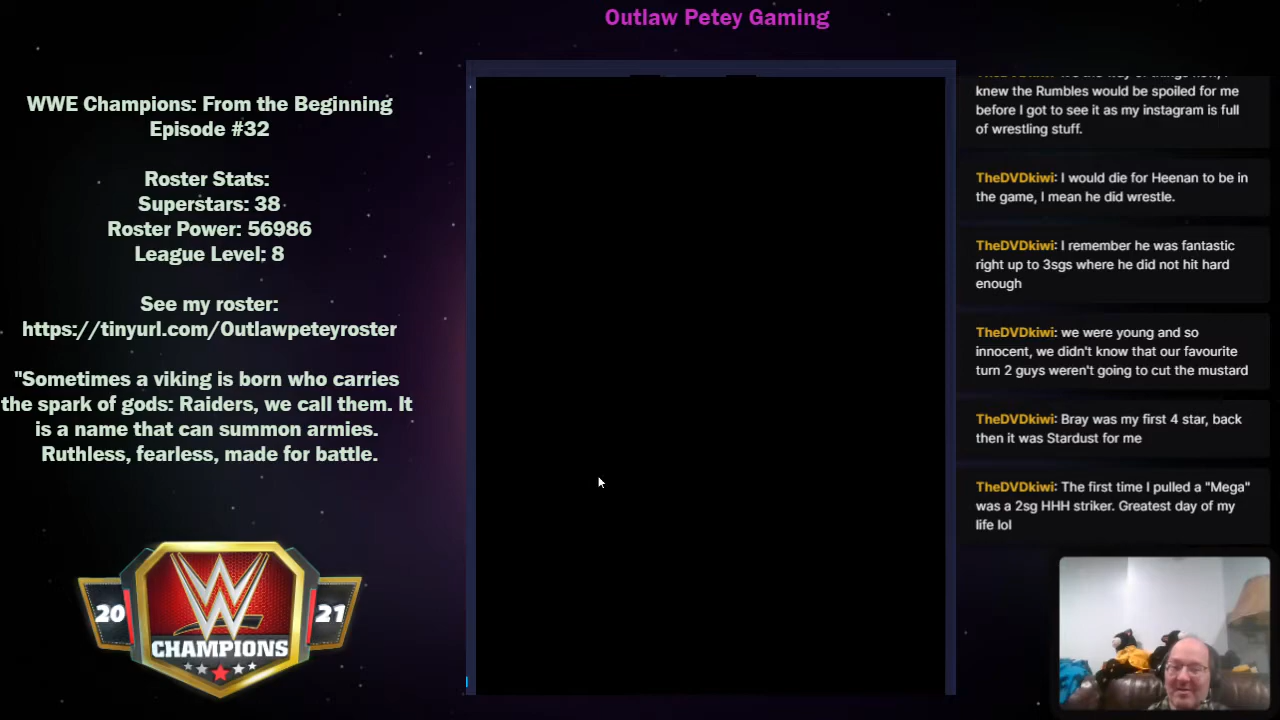 Outlaw Petey Gaming
WWE Champions: From the Beginning
Episode #32
Roster Stats:
Superstars: 38
Roster Power: 56986
League Level: 8
See my roster:
https://tinyurl.com/Outlawpeteyroster
"Sometimes a viking is born who carries
the spark of gods: Raiders, we call them. It
is a name that can summon armies.
Ruthless, fearless, made for battle.
20 W 21
CHAMPIONS
knew the Rumbles would be spoiled for me
before I got to see it as my instagram is full
of wrestling stuff.
TheDVDkiwi: I would die for Heenan to be in
the game, I mean he did wrestle.
TheDVDkiwi: I remember he was fantastic
right up to 3sgs where he did not hit hard
enough
TheDVDkiwi: we were young and so
innocent, we didn't know that our favourite
turn 2 guys weren't going to cut the mustard
TheDVDkiwi: Bray was my first 4 star, back
then it was Stardust for me
TheDVDkiwi: The first time I pulled a "Mega"
was a 2sg HHH striker. Greatest day of my
life lol